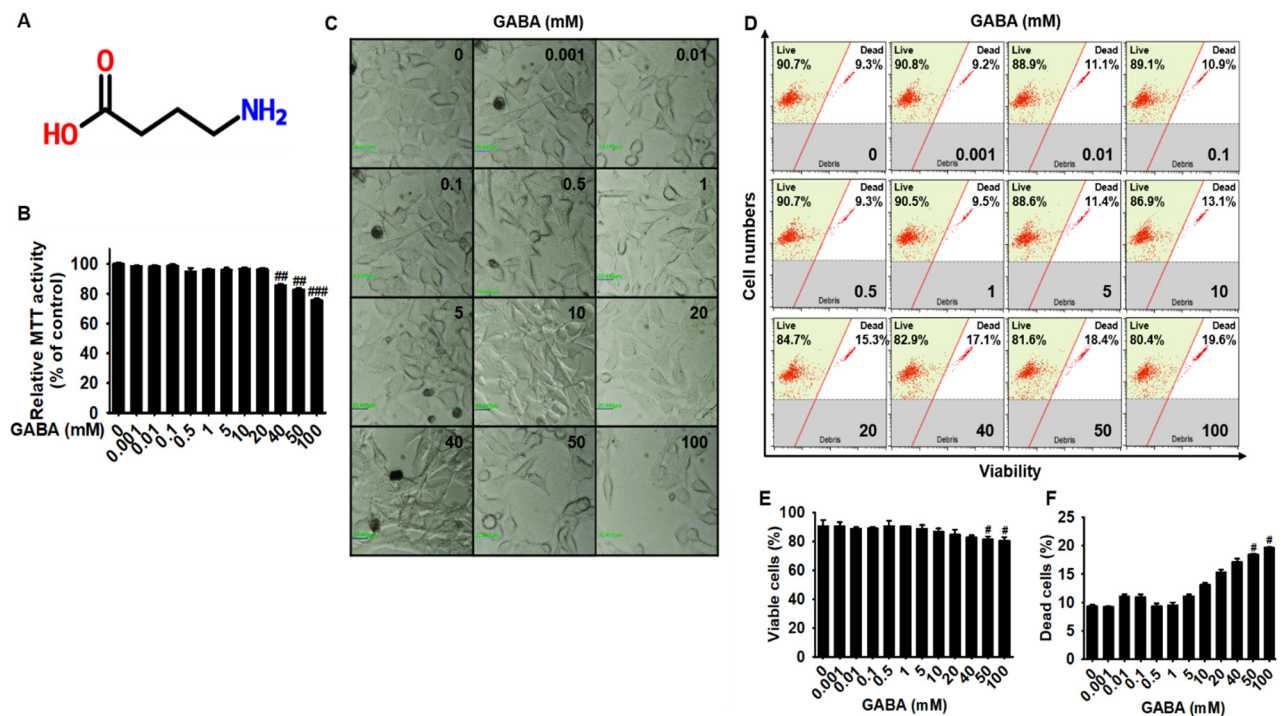 A
O
HO
NH2
B
Relative MTT activity
(% of control)
100
80
60
40
20
0
##
##
###
0
0.001
0.01
0.1
0.5
1
5
10
20
40
50
100
GABA (mM)
C
GABA (mM)
0
0.001
0.01
0.1
0.5
1
5
10
20
40
50
100
D
GABA (mM)
Cell numbers
Live
90.7%
Dead
9.3%
Debris
0
Live
90.8%
Dead
9.2%
Debris
0.001
Live
88.9%
Dead
11.1%
Debris
0.01
Live
89.1%
Dead
10.9%
Debris
0.1
Live
90.7%
Dead
9.3%
Debris
0.5
Live
90.5%
Dead
9.5%
Debris
1
Live
88.6%
Dead
11.4%
Debris
5
Live
86.9%
Dead
13.1%
Debris
10
Live
84.7%
Dead
15.3%
Debris
20
Live
82.9%
Dead
17.1%
Debris
40
Live
81.6%
Dead
18.4%
Debris
50
Live
80.4%
Dead
19.6%
Debris
100
Viability
E
Viable cells (%)
100
80
60
40
20
0
#
#
0
0.001
0.01
0.1
0.5
1
5
10
20
40
50
100
GABA (mM)
F
Dead cells (%)
25
20
15
10
5
0
#
#
0
0.001
0.01
0.1
0.5
1
5
10
20
40
50
100
GABA (mM)